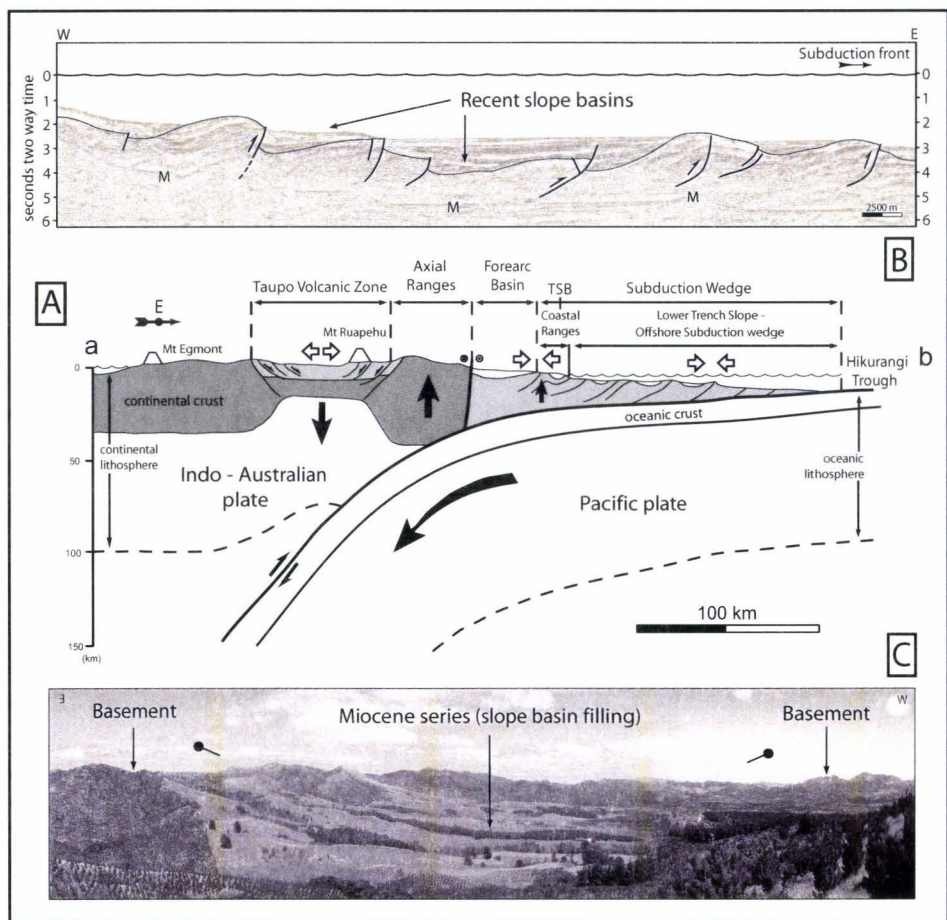 W
E
Subduction front
0
1
2
3
4
5
6
seconds two way time
0
1
2
3
4
5
6
Recent slope basins
M
M
M
2500 m
B
A
Taupo Volcanic Zone
Axial
Ranges
Forearc
Basin
TSB
Subduction Wedge
Coastal
Ranges
Lower Trench Slope -
Offshore Subduction wedge
E
a
Mt Egmont
Mt Ruapehu
b
Hikurangi
Trough
0
50
100
150
(km)
continental crust
continental
lithosphere
Indo - Australian
plate
oceanic crust
Pacific plate
oceanic
lithosphere
100 km
C
E
W
Basement
Miocene series (slope basin filling)
Basement